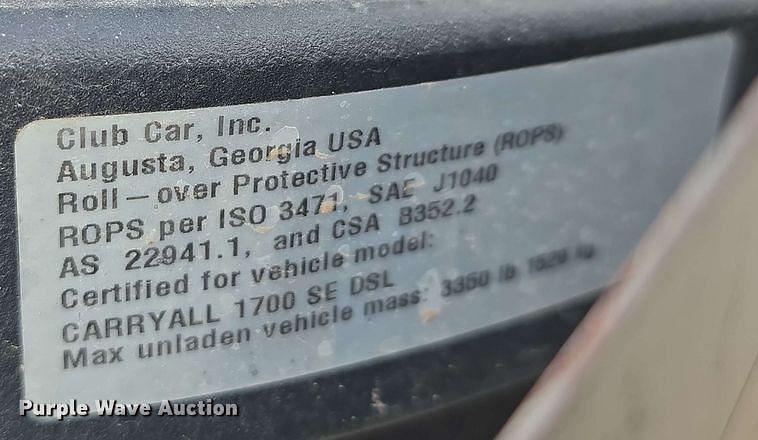 Club Car, Inc.
Augusta, Georgia USA
Roll-over Protective Structure (ROPS)
ROPS per ISO 3471, SAE J1040
AS 22941.1, and CSA B352.2
Certified for vehicle model:
CARRYALL 1700 SE DSL
Max unladen vehicle mass: 3350 lb 1520 kg
Purple Wave Auction